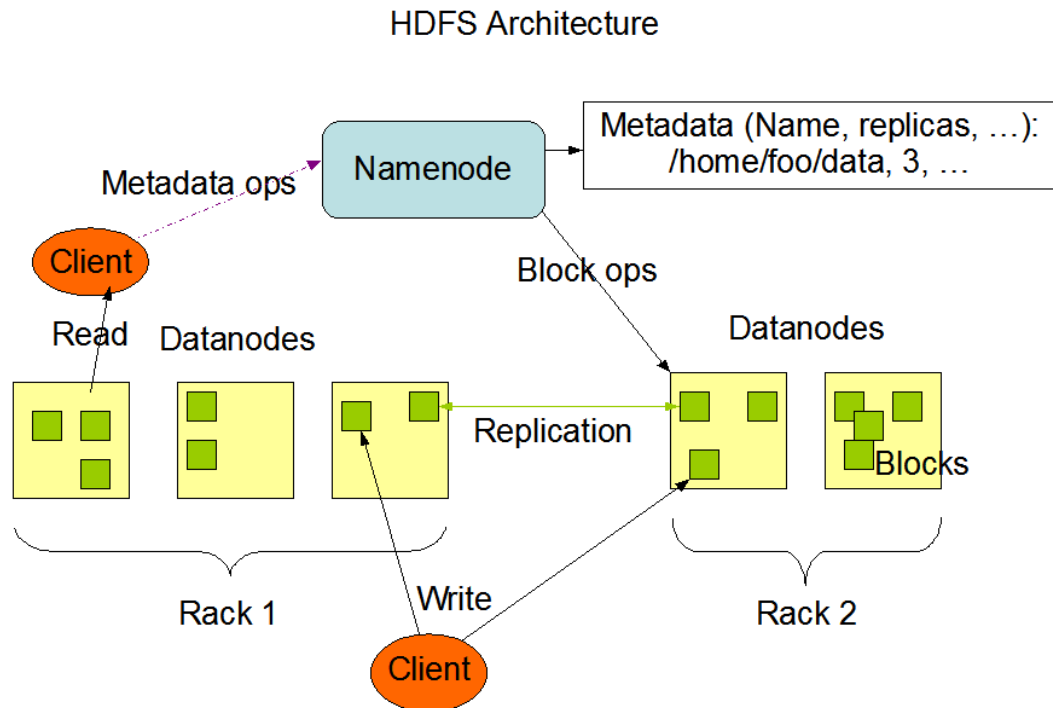 HDFS Architecture
Metadata (Name, replicas, …):
/home/foo/data, 3, …
Namenode
Metadata ops
Client
Block ops
Read
Datanodes
Datanodes
Replication
Blocks
Rack 1
Write
Rack 2
Client